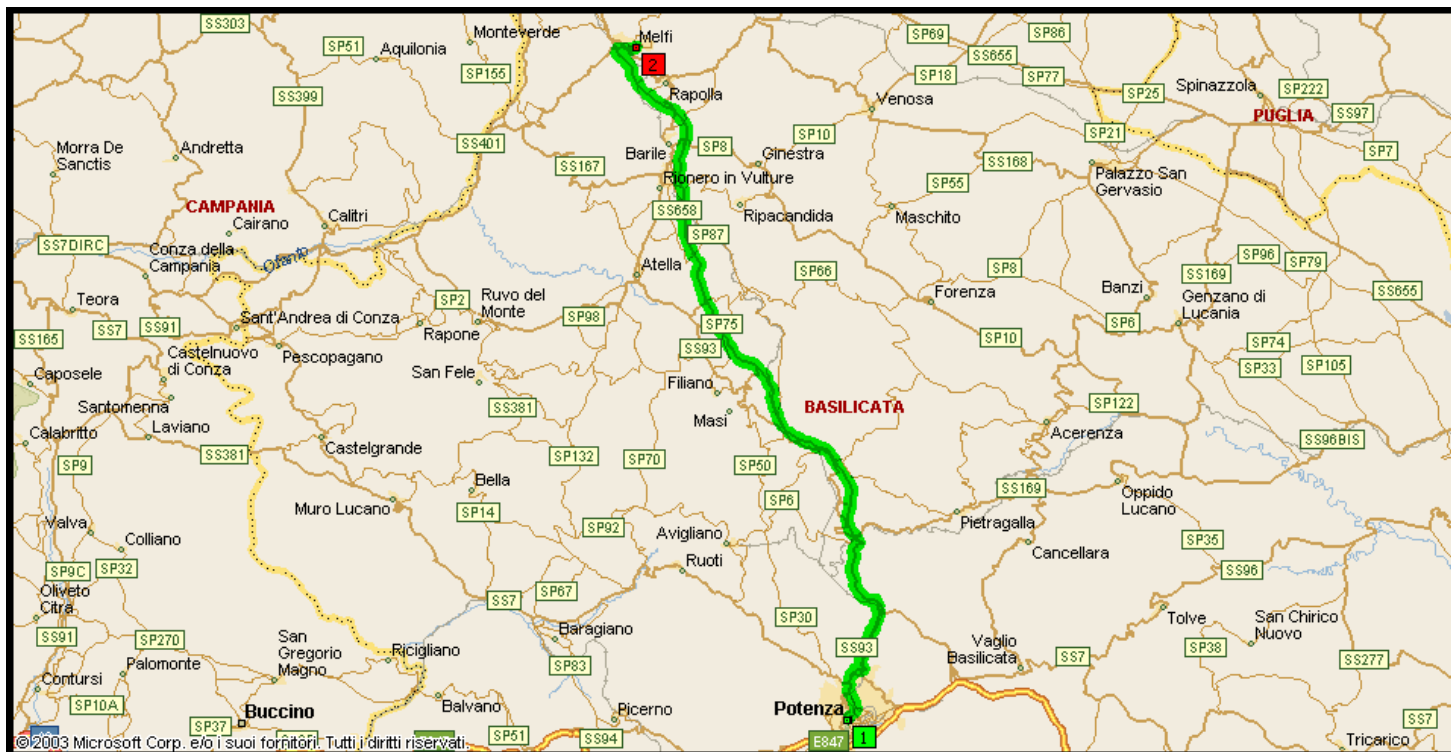 SS303
Monteverde
Melfi
SP69
SP86
SP51
Aquilonia
SS655
2
SP155
SP18
SP77
Spinazzola
Rapolla
SP25
SP222
SS399
Venosa
SS97
PUGLIA
SP10
SP21
SS401
Barile
SP8
SP7
Morra De
Sanctis
Andretta
SS167
Ginestra
SS168
Palazzo San
Gervasio
Rionero in Vulture
SP55
CAMPANIA
Cairano
Calitri
SS658
Ripacandida
Maschito
SS7DIRC
Conza della
Campania
Ofanto
SP87
SP96
SP79
Atella
SP66
SP8
SS169
Banzi
SS655
Teora
SP2
Ruvo del
Monte
Forenza
Genzano di
Lucania
SS7
SS91
Sant'Andrea di Conza
SP98
SP75
SP6
SS165
Rapone
SP10
SP74
Castelnuovo
di Conza
Pescopagano
SS93
SP33
SP105
Caposele
San Fele
Filiano
Santomenna
SS381
Masi
BASILICATA
SP122
Calabritto
Laviano
Castelgrande
Acerenza
SS96BIS
SP9
SS381
SP132
SP70
SP50
Bella
SS169
Oppido
Lucano
Muro Lucano
SP14
SP6
Pietragalla
Valva
SP92
Avigliano
SP35
Colliano
Cancellara
SP9C
SP32
Ruoti
SS96
Oliveto
Citra
SS7
SP67
SP30
Tolve
San Chirico
Nuovo
SS91
SP270
San
Gregorio
Magno
Baragiano
SS93
Vaglio
Basilicata
SP38
Ricigliano
SP83
SS7
SS277
Palomonte
Contursi
SP10A
Balvano
SP37
Buccino
Picerno
Potenza
SS7
SP51
SS94
E847
1
Tricarico
© 2003 Microsoft Corp. e/o i suoi fornitori. Tutti i diritti riservati.